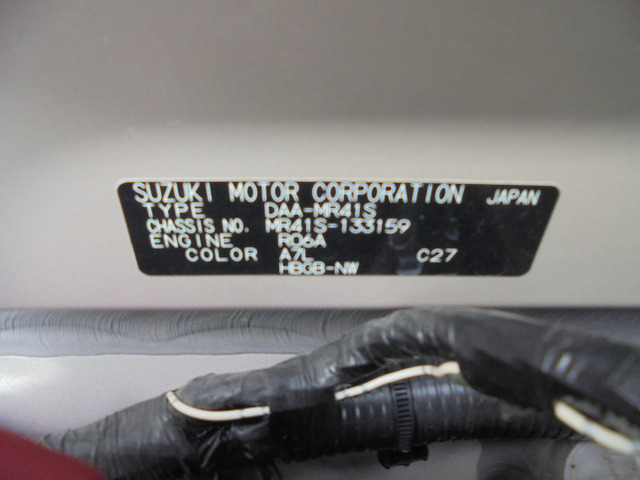 SUZUKI MOTOR CORPORATION JAPAN
TYPE DAA-MR41S
CHASSIS NO. MR41S-133159
ENGINE R06A
COLOR A7L C27
HBGB-NW